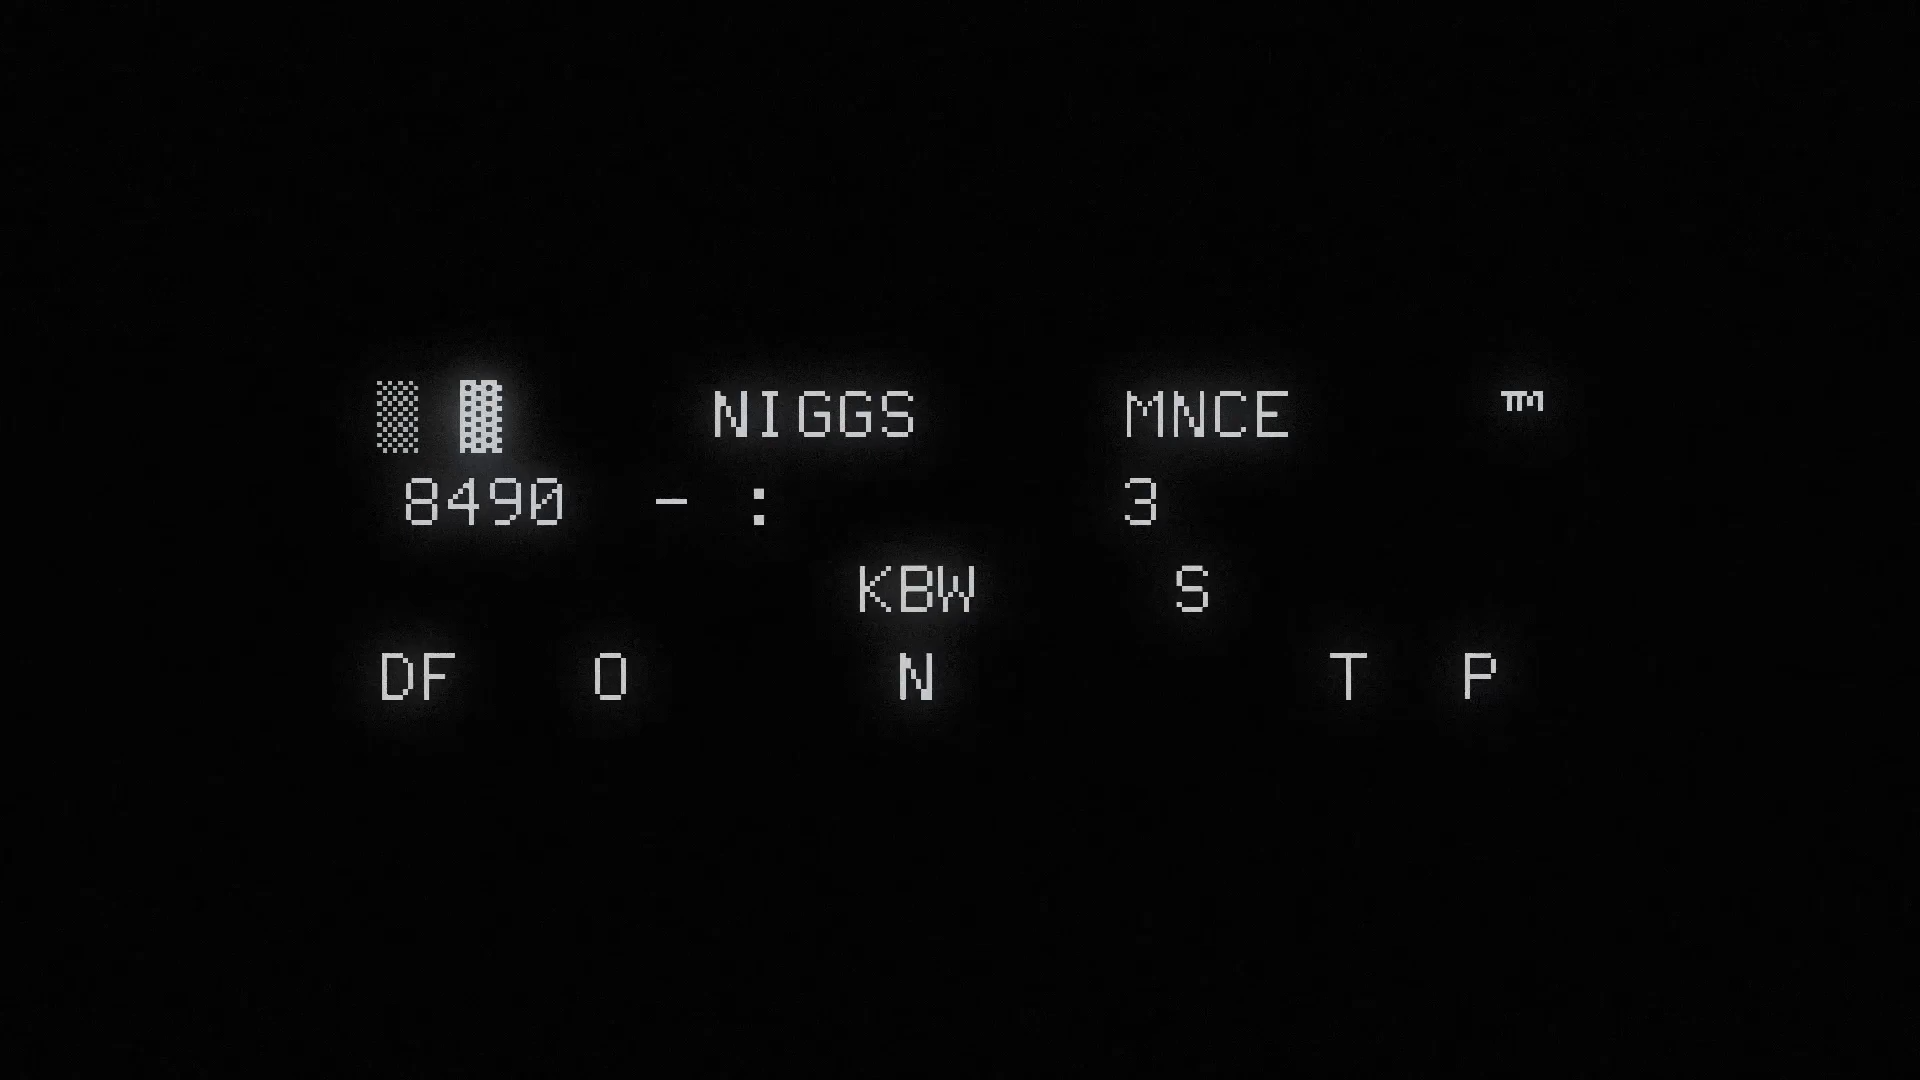 ░ ▓ NIGGS MNCE ™
8490 - : 3
KBW S
DF O N T P